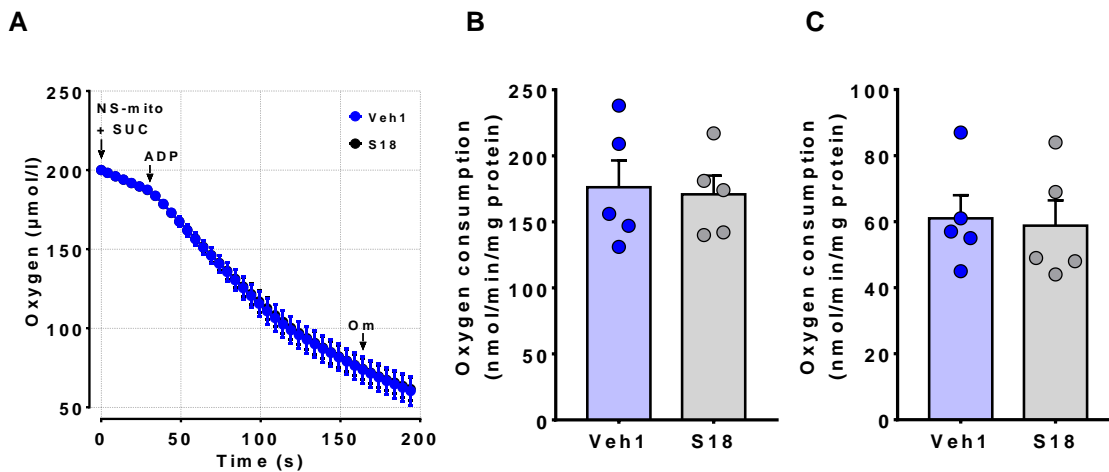 A
B
C
Oxygen (µmol/l)
250
200
150
100
50
NS-mito
+ SUC
ADP
Om
Veh1
S18
0
50
100
150
200
Time (s)
Oxygen consumption
(nmol/min/mg protein)
250
200
150
100
50
0
Veh1
S18
Oxygen consumption
(nmol/min/mg protein)
100
80
60
40
20
0
Veh1
S18